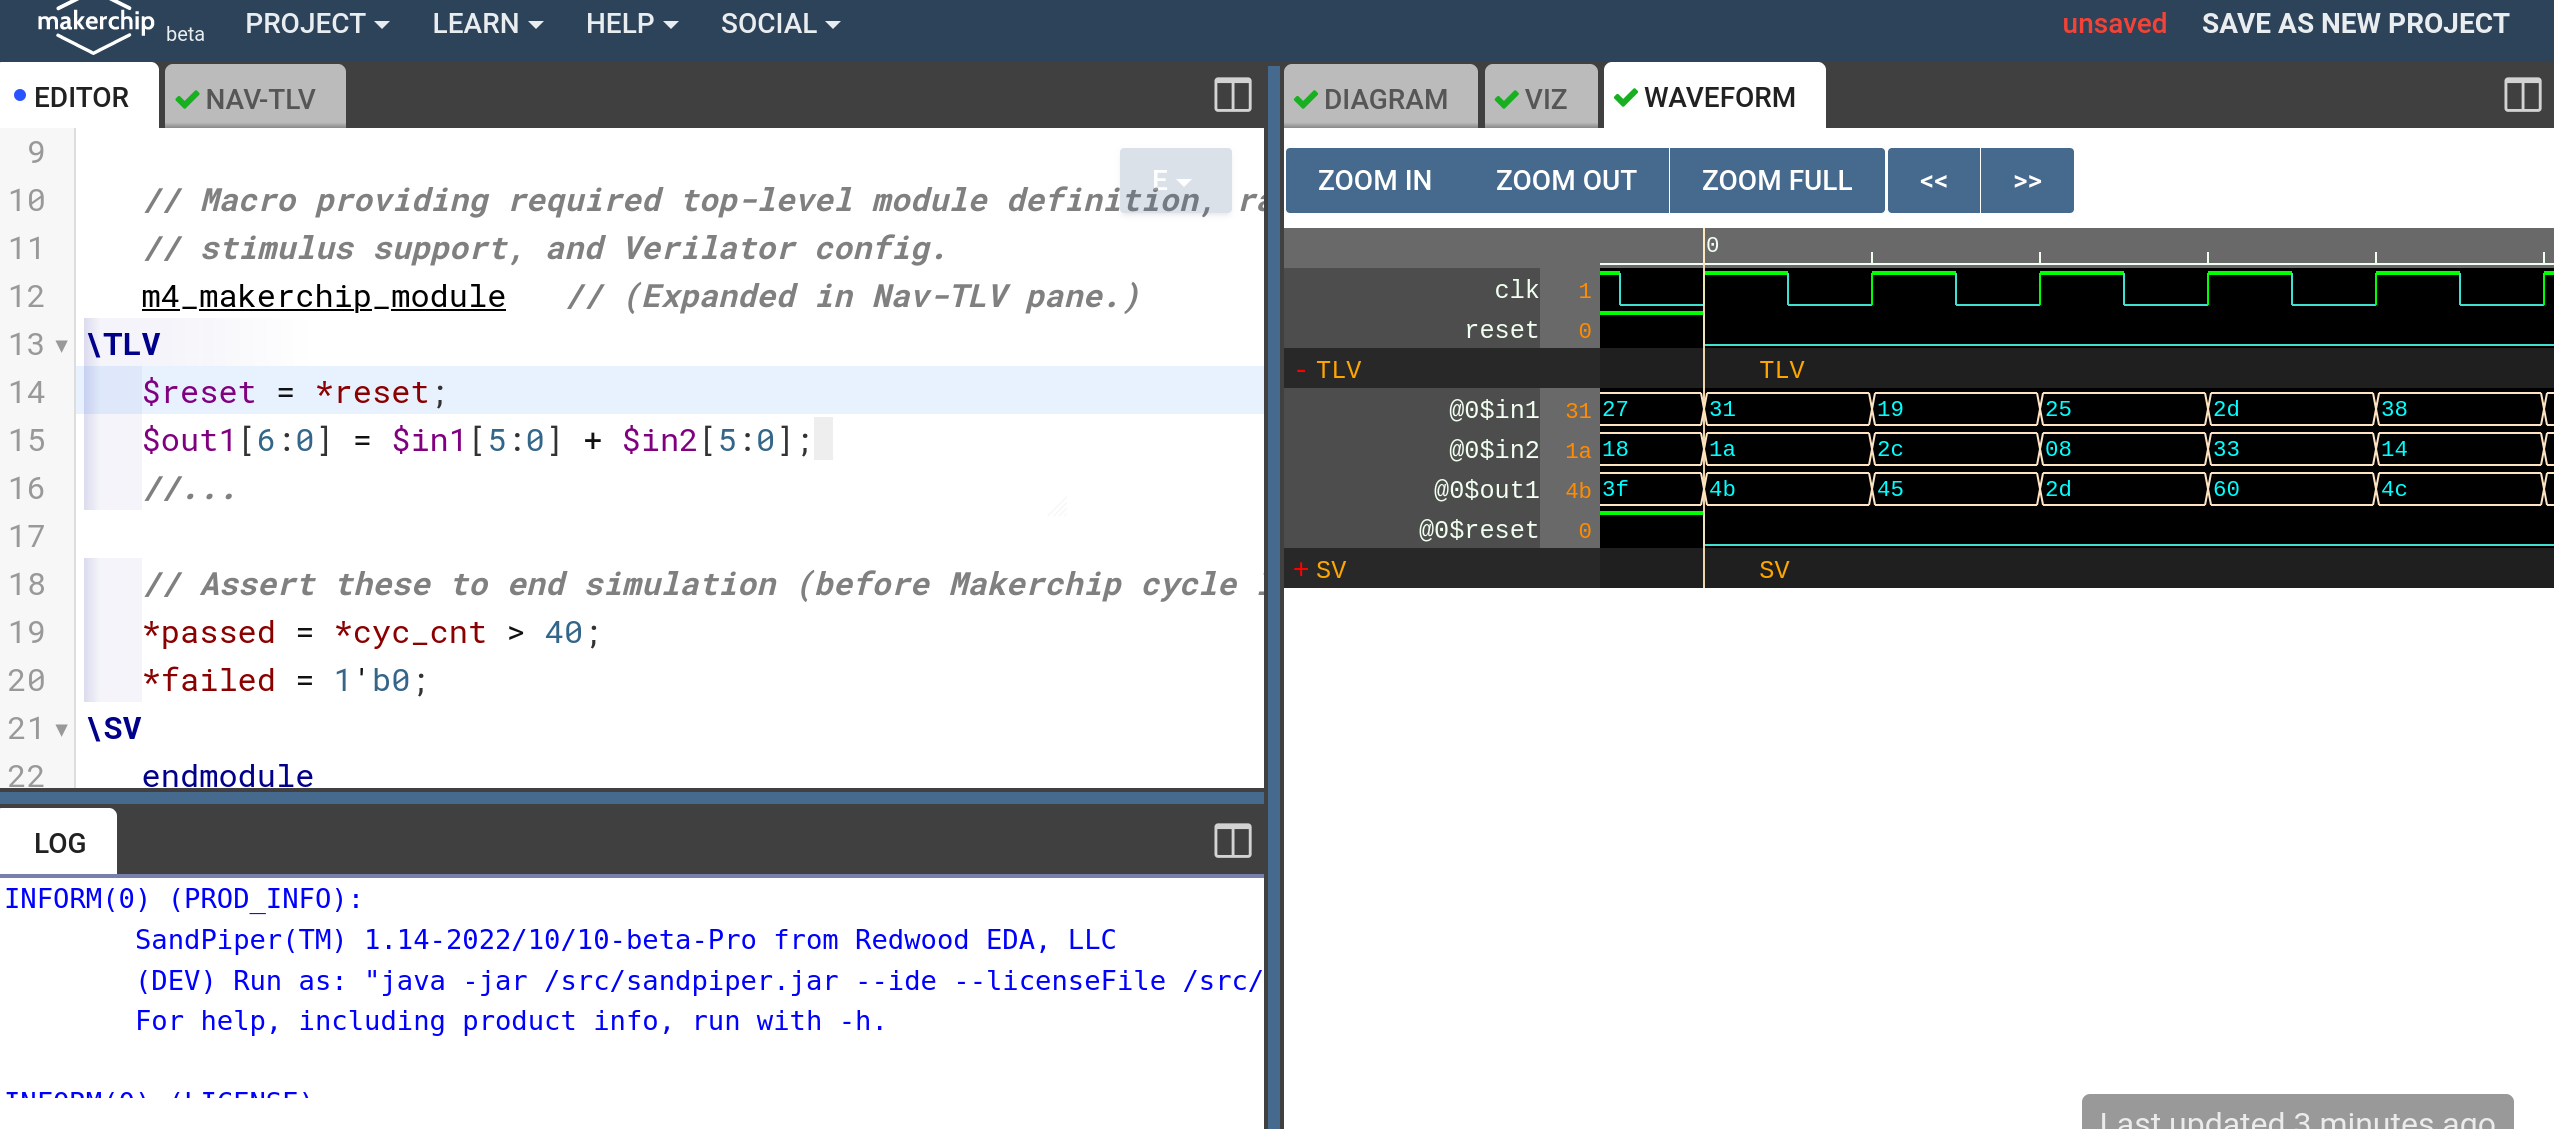 makerchip beta PROJECT LEARN HELP SOCIAL unsaved SAVE AS NEW PROJECT
EDITOR NAV-TLV
9
10 // Macro providing required top-level module definition,
11 // stimulus support, and Verilator config.
12 m4_makerchip_module // (Expanded in Nav-TLV pane.)
13 \TLV
14 $reset = *reset;
15 $out1[6:0] = $in1[5:0] + $in2[5:0];
16 //...
17
18 // Assert these to end simulation (before Makerchip cycle
19 *passed = *cyc_cnt > 40;
20 *failed = 1'b0;
21 \SV
22 endmodule
E
LOG
INFORM(0) (PROD_INFO):
SandPiper(TM) 1.14-2022/10/10-beta-Pro from Redwood EDA, LLC
(DEV) Run as: "java -jar /src/sandpiper.jar --ide --licenseFile /src/
For help, including product info, run with -h.
INFORM(0) (LICENSE)
DIAGRAM VIZ WAVEFORM
ZOOM IN ZOOM OUT ZOOM FULL << >>
0
clk 1
reset 0
- TLV TLV
@0$in1 31 27 31 19 25 2d 38
@0$in2 1a 18 1a 2c 08 33 14
@0$out1 4b 3f 4b 45 2d 60 4c
@0$reset 0
+ SV SV
Last updated 3 minutes ago